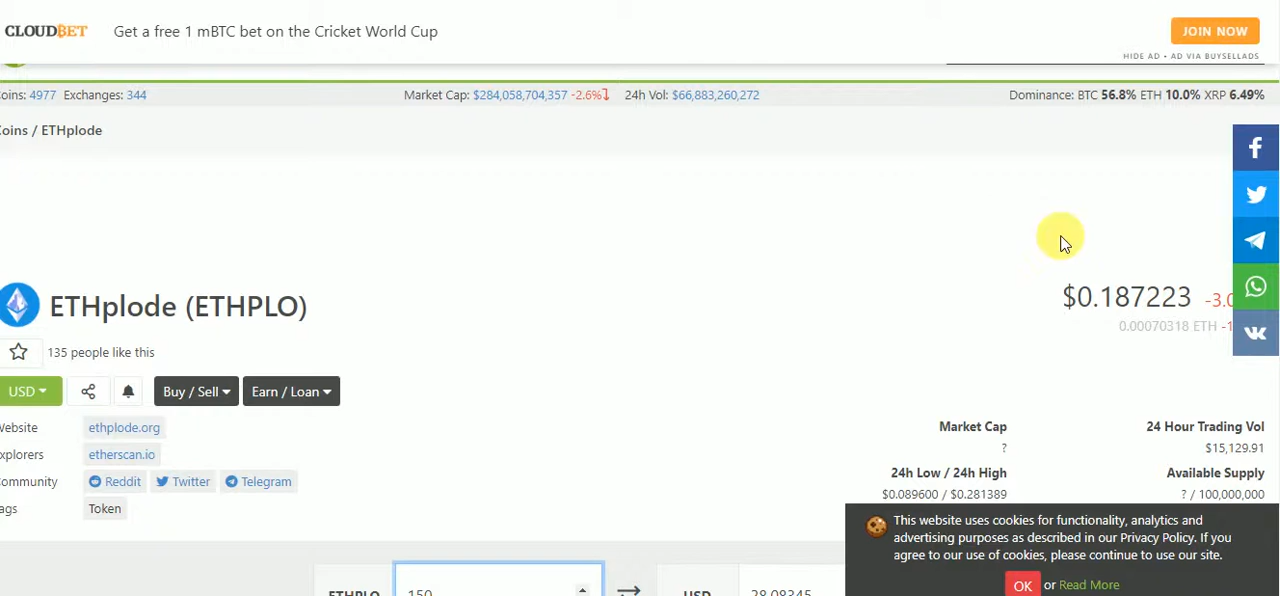 CLOUDBET Get a free 1 mBTC bet on the Cricket World Cup JOIN NOW
HIDE AD • AD VIA BUYSELLADS
oins: 4977 Exchanges: 344 Market Cap: $284,058,704,357 -2.6% 24h Vol: $66,883,260,272 Dominance: BTC 56.8% ETH 10.0% XRP 6.49%
oins / ETHplode
ETHplode (ETHPLO) $0.187223 -3.0
0.00070318 ETH -1
135 people like this
USD Buy / Sell Earn / Loan
Website ethplode.org Market Cap 24 Hour Trading Vol
? $15,129.91
xplorers etherscan.io
24h Low / 24h High Available Supply
ommunity Reddit Twitter Telegram
$0.089600 / $0.281389 ? / 100,000,000
ags Token
This website uses cookies for functionality, analytics and
advertising purposes as described in our Privacy Policy. If you
agree to our use of cookies, please continue to use our site.
OK or Read More
ETHPLO 150 USD 28.08345